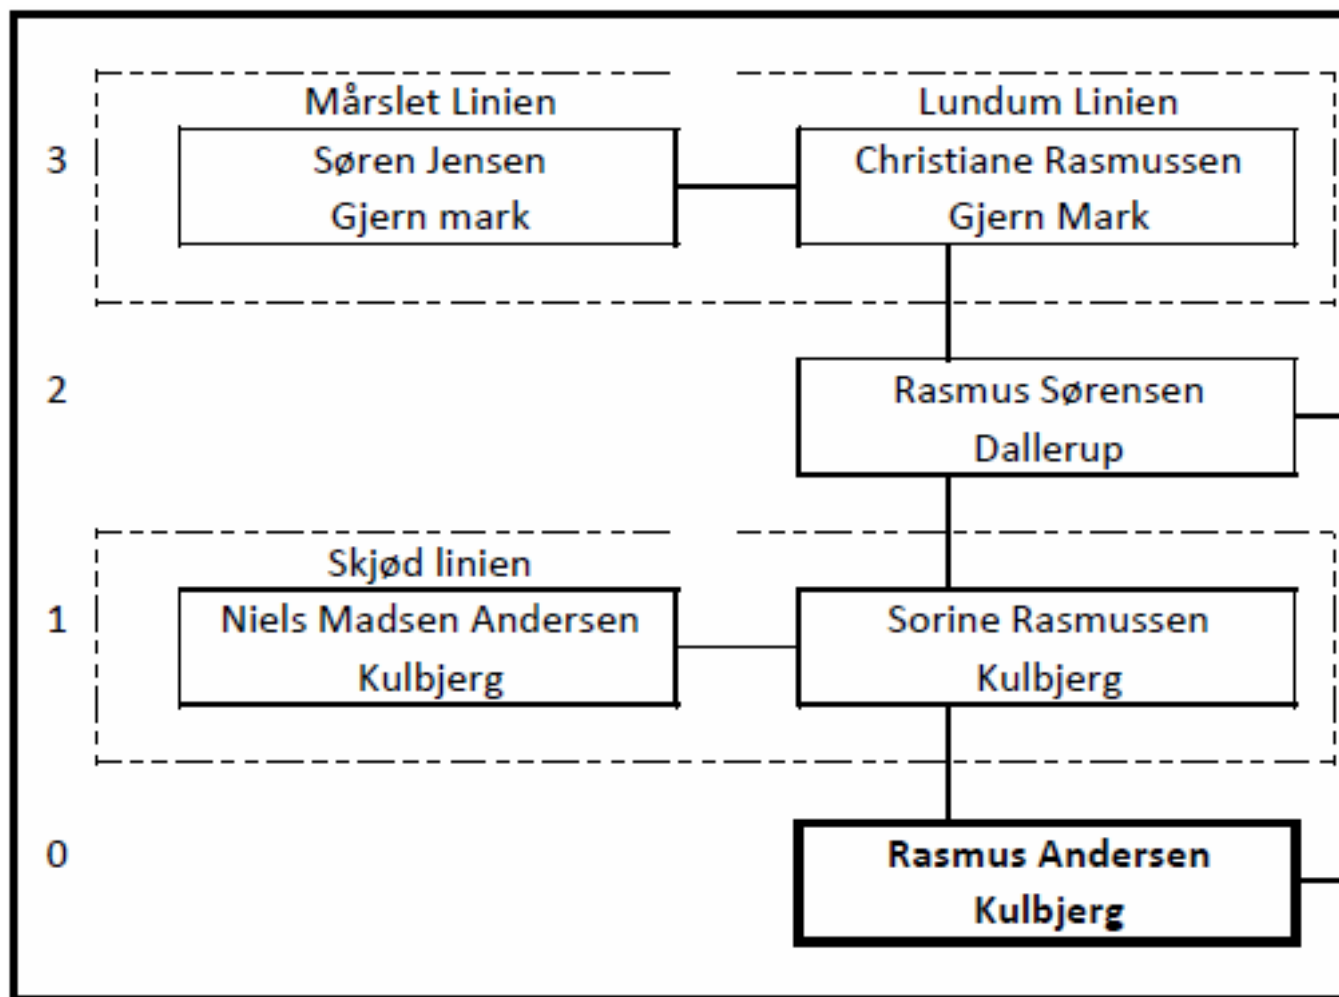 Mårslet Linien
Lundum Linien
3
Søren Jensen
Gjern mark
Christiane Rasmussen
Gjern Mark
2
Rasmus Sørensen
Dallerup
Skjød linien
1
Niels Madsen Andersen
Kulbjerg
Sorine Rasmussen
Kulbjerg
0
Rasmus Andersen
Kulbjerg